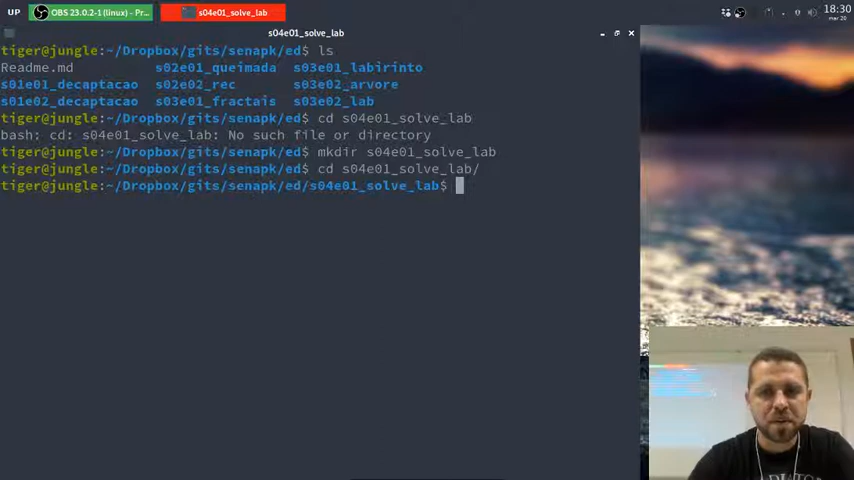 UP OBS 23.0.2-1 (linux) - Pr... s04e01_solve_lab 18:30
mar 20
s04e01_solve_lab
tiger@jungle:~/Dropbox/gits/senapk/ed$ ls
Readme.md s02e01_queimada s03e01_labirinto
s01e01_decaptacao s02e02_rec s03e02_arvore
s01e02_decaptacao s03e01_fractais s03e02_lab
tiger@jungle:~/Dropbox/gits/senapk/ed$ cd s04e01_solve_lab
bash: cd: s04e01_solve_lab: No such file or directory
tiger@jungle:~/Dropbox/gits/senapk/ed$ mkdir s04e01_solve_lab
tiger@jungle:~/Dropbox/gits/senapk/ed$ cd s04e01_solve_lab/
tiger@jungle:~/Dropbox/gits/senapk/ed/s04e01_solve_lab$